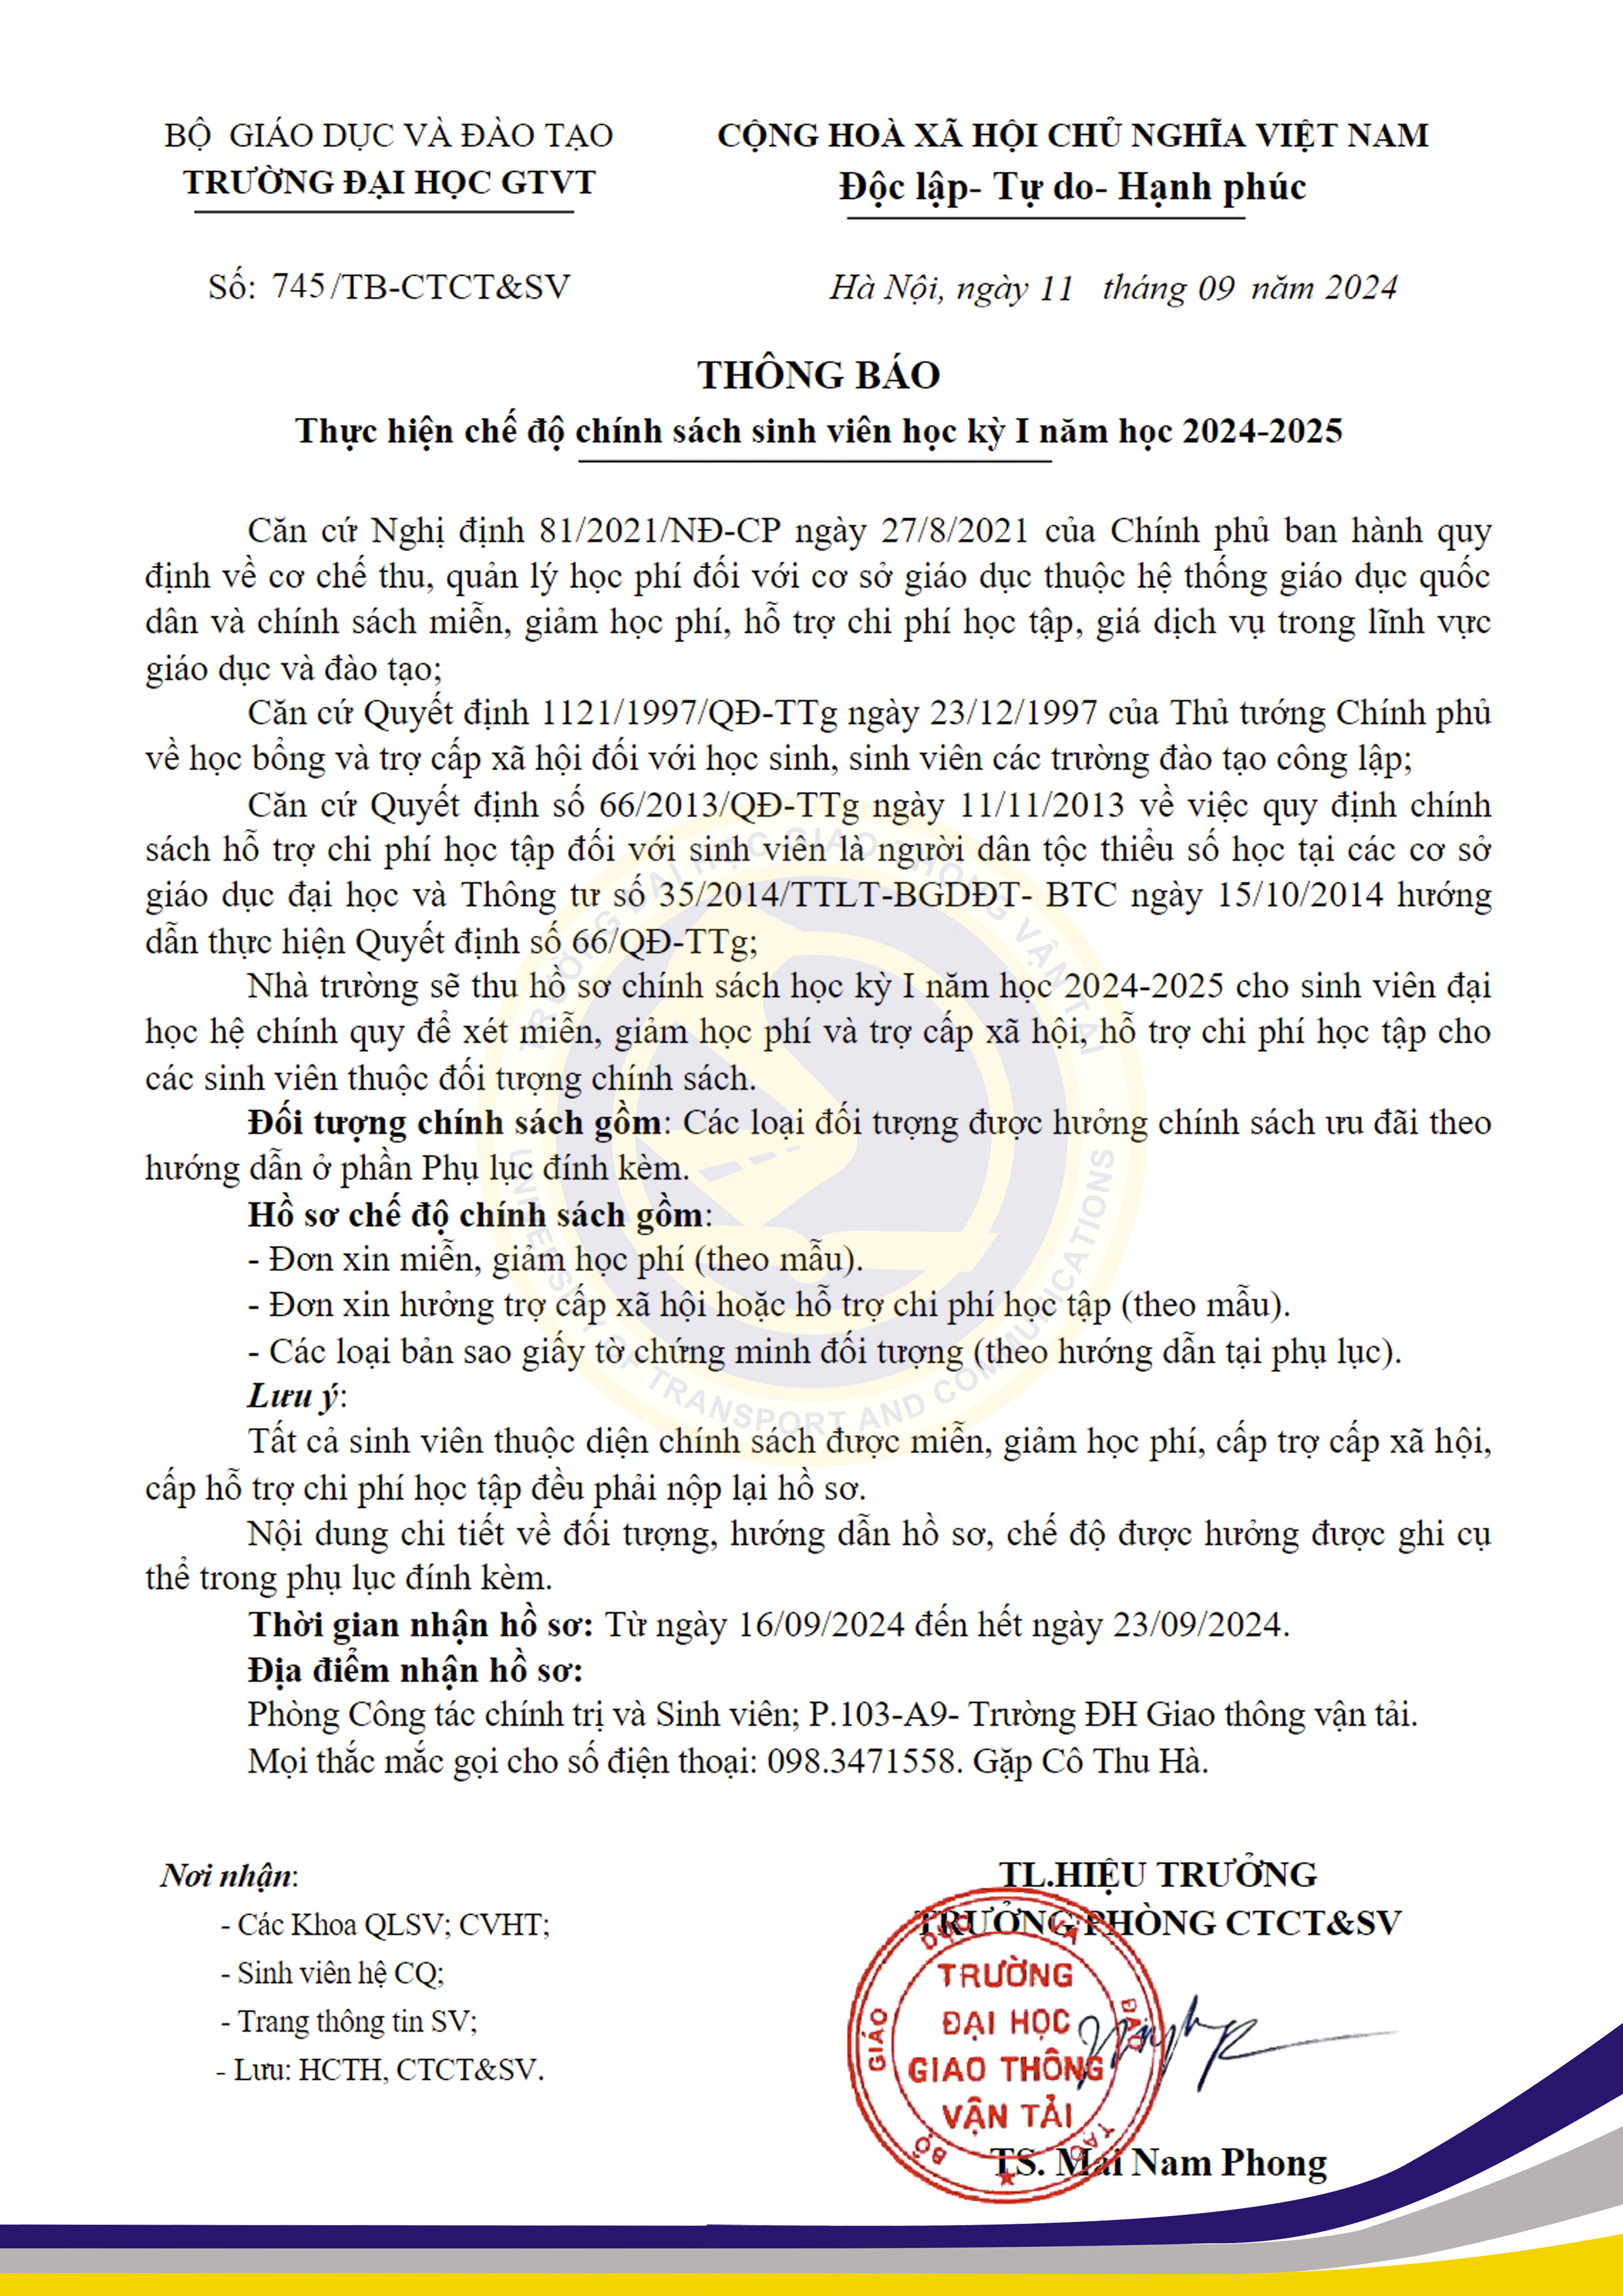 BỘ GIÁO DỤC VÀ ĐÀO TẠO
TRƯỜNG ĐẠI HỌC GTVT
CỘNG HOÀ XÃ HỘI CHỦ NGHĨA VIỆT NAM
Độc lập- Tự do- Hạnh phúc
Số: 745/TB-CTCT&SV
Hà Nội, ngày 11 tháng 09 năm 2024
THÔNG BÁO
Thực hiện chế độ chính sách sinh viên học kỳ I năm học 2024-2025
Căn cứ Nghị định 81/2021/NĐ-CP ngày 27/8/2021 của Chính phủ ban hành quy
định về cơ chế thu, quản lý học phí đối với cơ sở giáo dục thuộc hệ thống giáo dục quốc
dân và chính sách miễn, giảm học phí, hỗ trợ chi phí học tập, giá dịch vụ trong lĩnh vực
giáo dục và đào tạo;
Căn cứ Quyết định 1121/1997/QĐ-TTg ngày 23/12/1997 của Thủ tướng Chính phủ
về học bổng và trợ cấp xã hội đối với học sinh, sinh viên các trường đào tạo công lập;
Căn cứ Quyết định số 66/2013/QĐ-TTg ngày 11/11/2013 về việc quy định chính
sách hỗ trợ chi phí học tập đối với sinh viên là người dân tộc thiểu số học tại các cơ sở
giáo dục đại học và Thông tư số 35/2014/TTLT-BGDĐT- BTC ngày 15/10/2014 hướng
dẫn thực hiện Quyết định số 66/QĐ-TTg;
Nhà trường sẽ thu hồ sơ chính sách học kỳ I năm học 2024-2025 cho sinh viên đại
học hệ chính quy để xét miễn, giảm học phí và trợ cấp xã hội, hỗ trợ chi phí học tập cho
các sinh viên thuộc đối tượng chính sách.
Đối tượng chính sách gồm: Các loại đối tượng được hưởng chính sách ưu đãi theo
hướng dẫn ở phần Phụ lục đính kèm.
Hồ sơ chế độ chính sách gồm:
- Đơn xin miễn, giảm học phí (theo mẫu).
- Đơn xin hưởng trợ cấp xã hội hoặc hỗ trợ chi phí học tập (theo mẫu).
- Các loại bản sao giấy tờ chứng minh đối tượng (theo hướng dẫn tại phụ lục).
Lưu ý:
Tất cả sinh viên thuộc diện chính sách được miễn, giảm học phí, cấp trợ cấp xã hội,
cấp hỗ trợ chi phí học tập đều phải nộp lại hồ sơ.
Nội dung chi tiết về đối tượng, hướng dẫn hồ sơ, chế độ được hưởng được ghi cụ
thể trong phụ lục đính kèm.
Thời gian nhận hồ sơ: Từ ngày 16/09/2024 đến hết ngày 23/09/2024.
Địa điểm nhận hồ sơ:
Phòng Công tác chính trị và Sinh viên; P.103-A9- Trường ĐH Giao thông vận tải.
Mọi thắc mắc gọi cho số điện thoại: 098.3471558. Gặp Cô Thu Hà.
Nơi nhận:
- Các Khoa QLSV; CVHT;
- Sinh viên hệ CQ;
- Trang thông tin SV;
- Lưu: HCTH, CTCT&SV.
TL.HIỆU TRƯỞNG
TRƯỞNG PHÒNG CTCT&SV
BỘ GIÁO DỤC VÀ ĐÀO TẠO
TRƯỜNG
ĐẠI HỌC
GIAO THÔNG
VẬN TẢI
TS. Mai Nam Phong
TRƯỜNG ĐẠI HỌC GIAO THÔNG VẬN TẢI
UNIVERSITY OF TRANSPORT AND COMMUNICATIONS